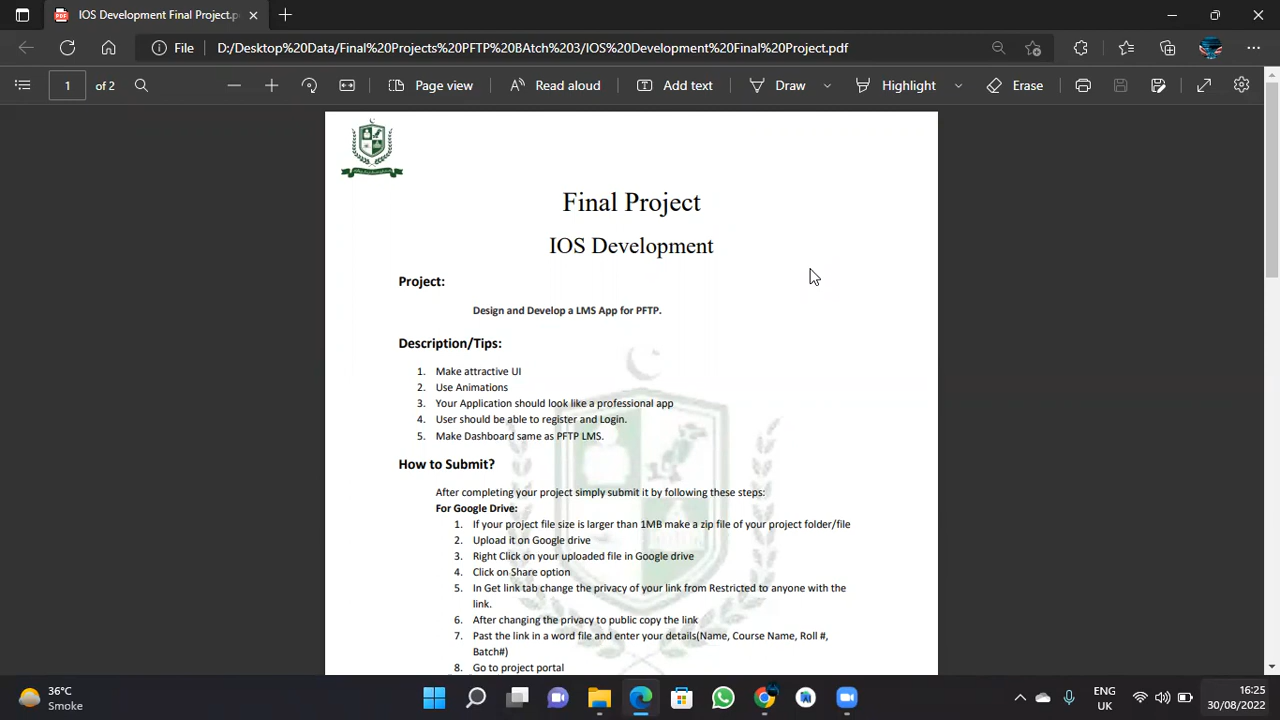 IOS Development Final Project.p
File D:/Desktop%20Data/Final%20Projects%20PFTP%20BAtch%203/IOS%20Development%20Final%20Project.pdf
1 of 2 Page view Read aloud Add text Draw Highlight Erase
Final Project
IOS Development
Project:
Design and Develop a LMS App for PFTP.
Description/Tips:
1. Make attractive UI
2. Use Animations
3. Your Application should look like a professional app
4. User should be able to register and Login.
5. Make Dashboard same as PFTP LMS.
How to Submit?
After completing your project simply submit it by following these steps:
For Google Drive:
1. If your project file size is larger than 1MB make a zip file of your project folder/file
2. Upload it on Google drive
3. Right Click on your uploaded file in Google drive
4. Click on Share option
5. In Get link tab change the privacy of your link from Restricted to anyone with the
link.
6. After changing the privacy to public copy the link
7. Past the link in a word file and enter your details(Name, Course Name, Roll #,
Batch#)
8. Go to project portal
36°C
Smoke
ENG
UK
16:25
30/08/2022